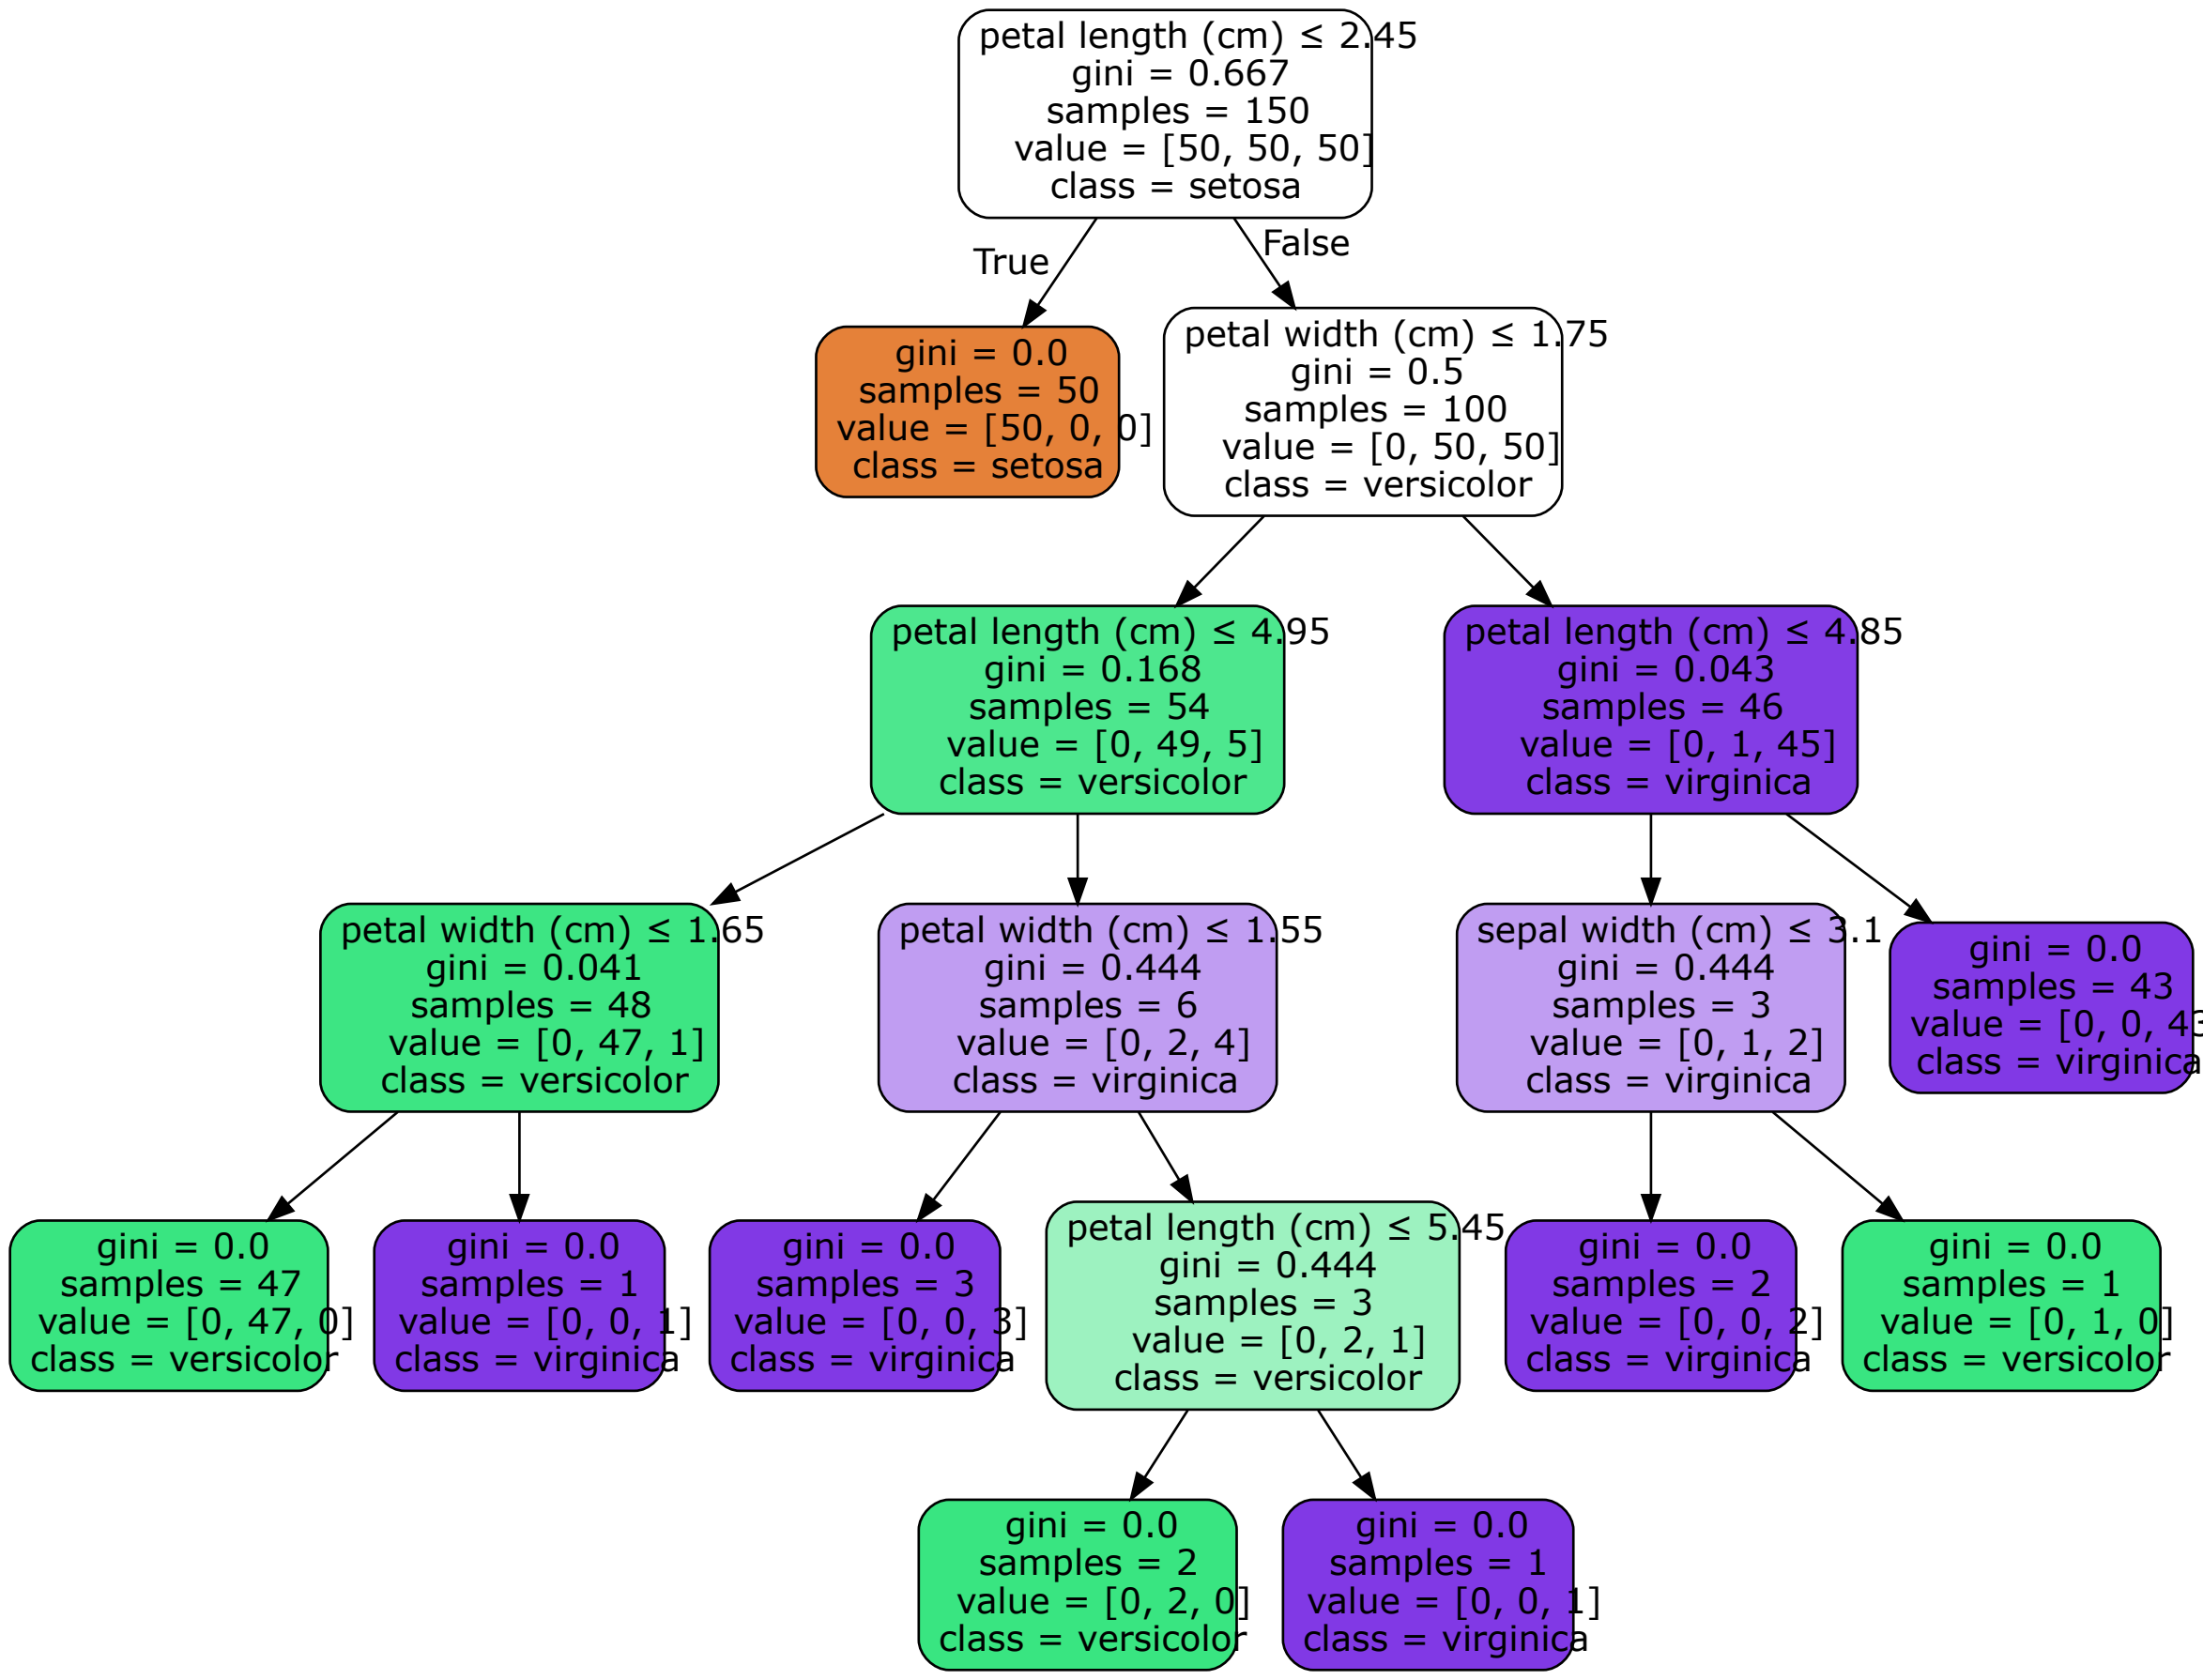 petal length (cm) ≤ 2.45
gini = 0.667
samples = 150
value = [50, 50, 50]
class = setosa
True
False
gini = 0.0
samples = 50
value = [50, 0, 0]
class = setosa
petal width (cm) ≤ 1.75
gini = 0.5
samples = 100
value = [0, 50, 50]
class = versicolor
petal length (cm) ≤ 4.95
gini = 0.168
samples = 54
value = [0, 49, 5]
class = versicolor
petal length (cm) ≤ 4.85
gini = 0.043
samples = 46
value = [0, 1, 45]
class = virginica
petal width (cm) ≤ 1.65
gini = 0.041
samples = 48
value = [0, 47, 1]
class = versicolor
petal width (cm) ≤ 1.55
gini = 0.444
samples = 6
value = [0, 2, 4]
class = virginica
sepal width (cm) ≤ 3.1
gini = 0.444
samples = 3
value = [0, 1, 2]
class = virginica
gini = 0.0
samples = 43
value = [0, 0, 43
class = virginica
gini = 0.0
samples = 47
value = [0, 47, 0]
class = versicolor
gini = 0.0
samples = 1
value = [0, 0, 1]
class = virginica
gini = 0.0
samples = 3
value = [0, 0, 3]
class = virginica
petal length (cm) ≤ 5.45
gini = 0.444
samples = 3
value = [0, 2, 1]
class = versicolor
gini = 0.0
samples = 2
value = [0, 0, 2]
class = virginica
gini = 0.0
samples = 1
value = [0, 1, 0]
class = versicolor
gini = 0.0
samples = 2
value = [0, 2, 0]
class = versicolor
gini = 0.0
samples = 1
value = [0, 0, 1]
class = virginica